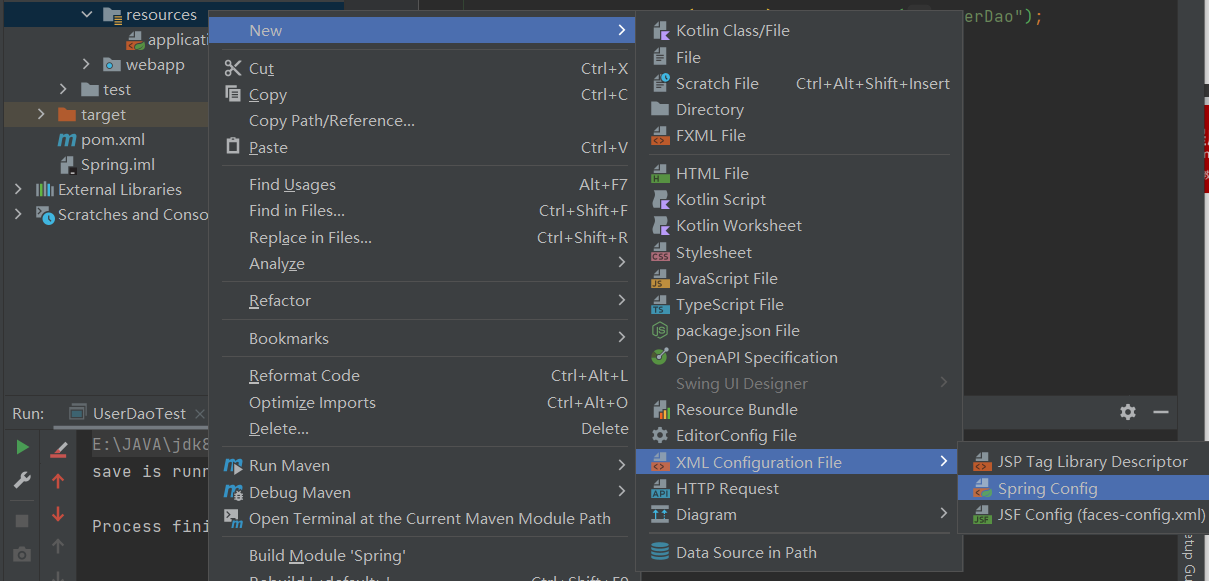 resources
applicati
webapp
test
target
pom.xml
Spring.iml
External Libraries
Scratches and Conso
New
Cut Ctrl+X
Copy Ctrl+C
Copy Path/Reference...
Paste Ctrl+V
Find Usages Alt+F7
Find in Files... Ctrl+Shift+F
Replace in Files... Ctrl+Shift+R
Analyze
Refactor
Bookmarks
Reformat Code Ctrl+Alt+L
Optimize Imports Ctrl+Alt+O
Delete... Delete
Run Maven
Debug Maven
Open Terminal at the Current Maven Module Path
Build Module 'Spring'
erDao");
Kotlin Class/File
File
Scratch File Ctrl+Alt+Shift+Insert
Directory
FXML File
HTML File
Kotlin Script
Kotlin Worksheet
Stylesheet
JavaScript File
TypeScript File
package.json File
OpenAPI Specification
Swing UI Designer
Resource Bundle
EditorConfig File
XML Configuration File
HTTP Request
Diagram
Data Source in Path
JSP Tag Library Descriptor
Spring Config
JSF Config (faces-config.xml)
Run: UserDaoTest
E:\JAVA\jdk8
save is runn
Process fini
etup Gu